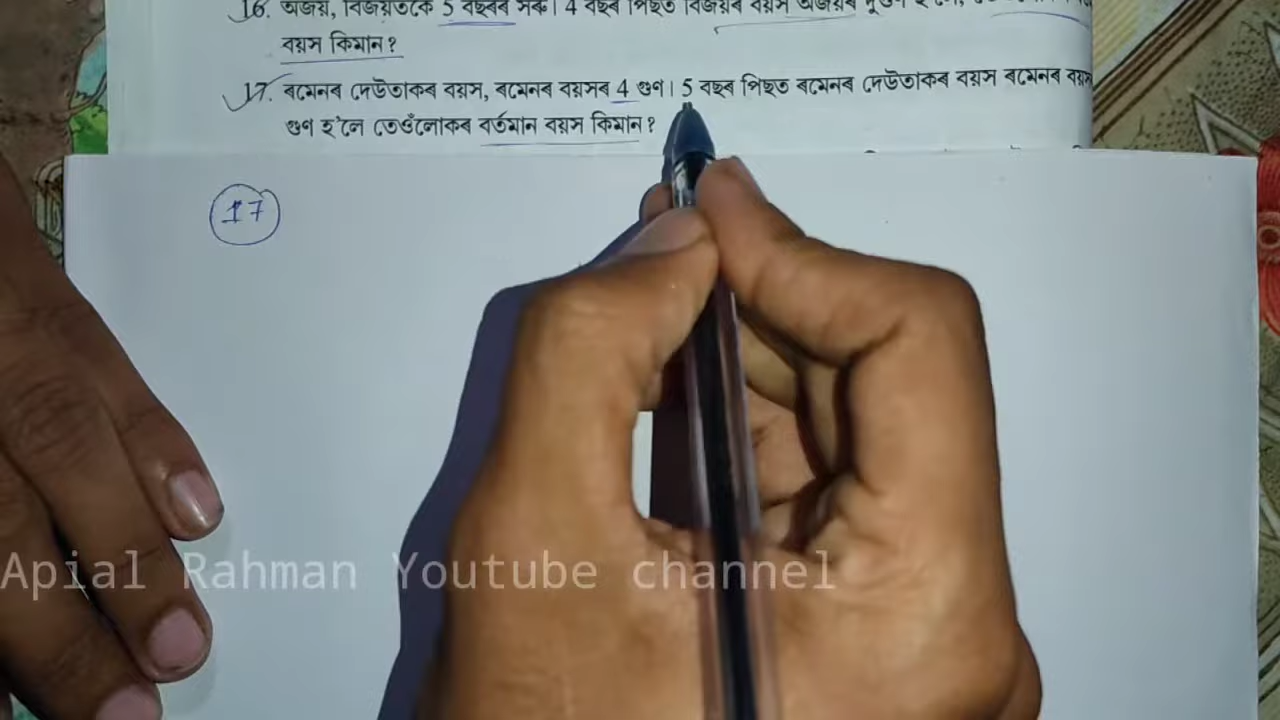 16. অজয়, বিজয়তকৈ 5 বছৰৰ সৰু। 4 বছৰ পিছত বিজয়ৰ বয়স অজয়ৰ দুগুণ হ'লে,
বয়স কিমান?
17. ৰমেনৰ দেউতাকৰ বয়স, ৰমেনৰ বয়সৰ 4 গুণ। 5 বছৰ পিছত ৰমেনৰ দেউতাকৰ বয়স ৰমেনৰ বয়স
গুণ হ'লে তেওঁলোকৰ বৰ্তমান বয়স কিমান?
17
Apial Rahman Youtube channel